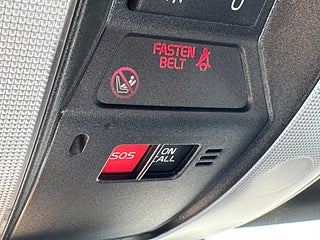 FASTEN
BELT
SOS
ON
CALL